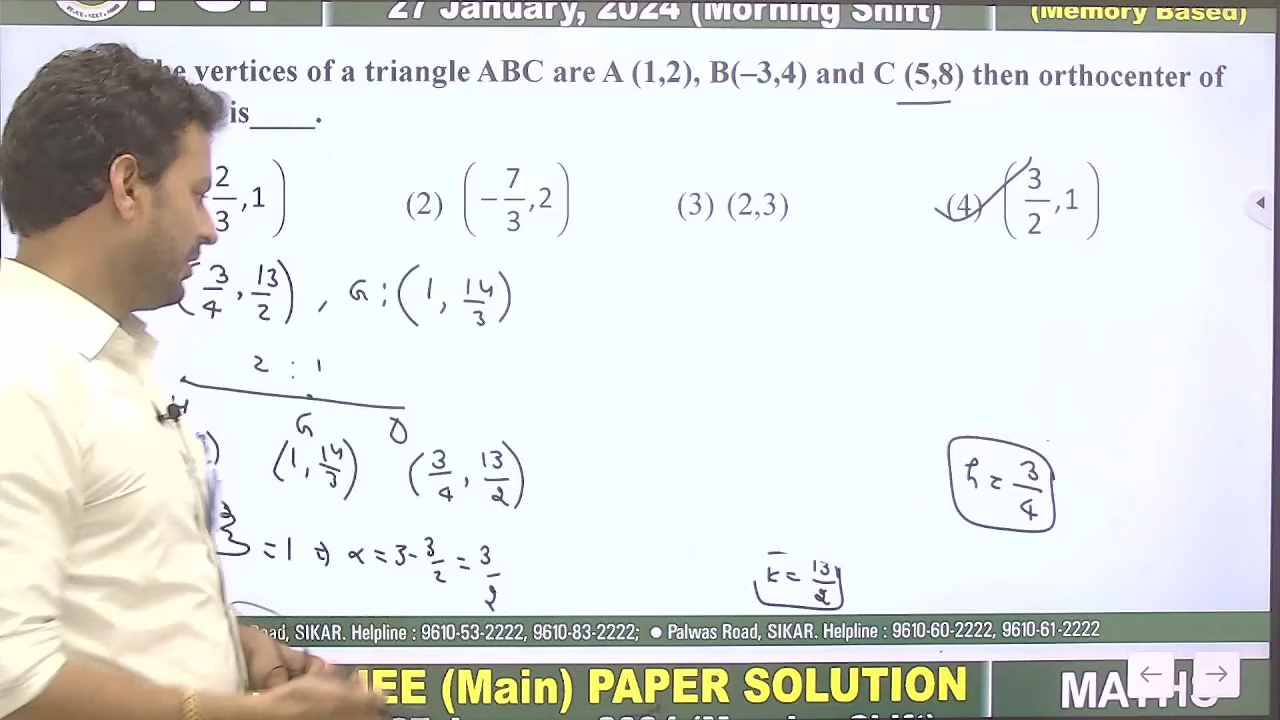 27 January, 2024 (Morning Shift) (Memory Based)
vertices of a triangle ABC are A (1,2), B(–3,4) and C (5,8) then orthocenter of
is____.
2/3 ,1) (2) (-7/3 ,2) (3) (2,3) (4) (3/2 ,1)
(3/4 , 13/2) , G : (1, 14/3)
2 : 1
H G O
(1, 14/3) (3/4 , 13/2) h = 3/4
= 1 ⇒ α = 3 - 3/2 = 3/2 k = 13/2
Road, SIKAR. Helpline : 9610-53-2222, 9610-83-2222; ● Palwas Road, SIKAR. Helpline : 9610-60-2222, 9610-61-2222
JEE (Main) PAPER SOLUTION MATHS